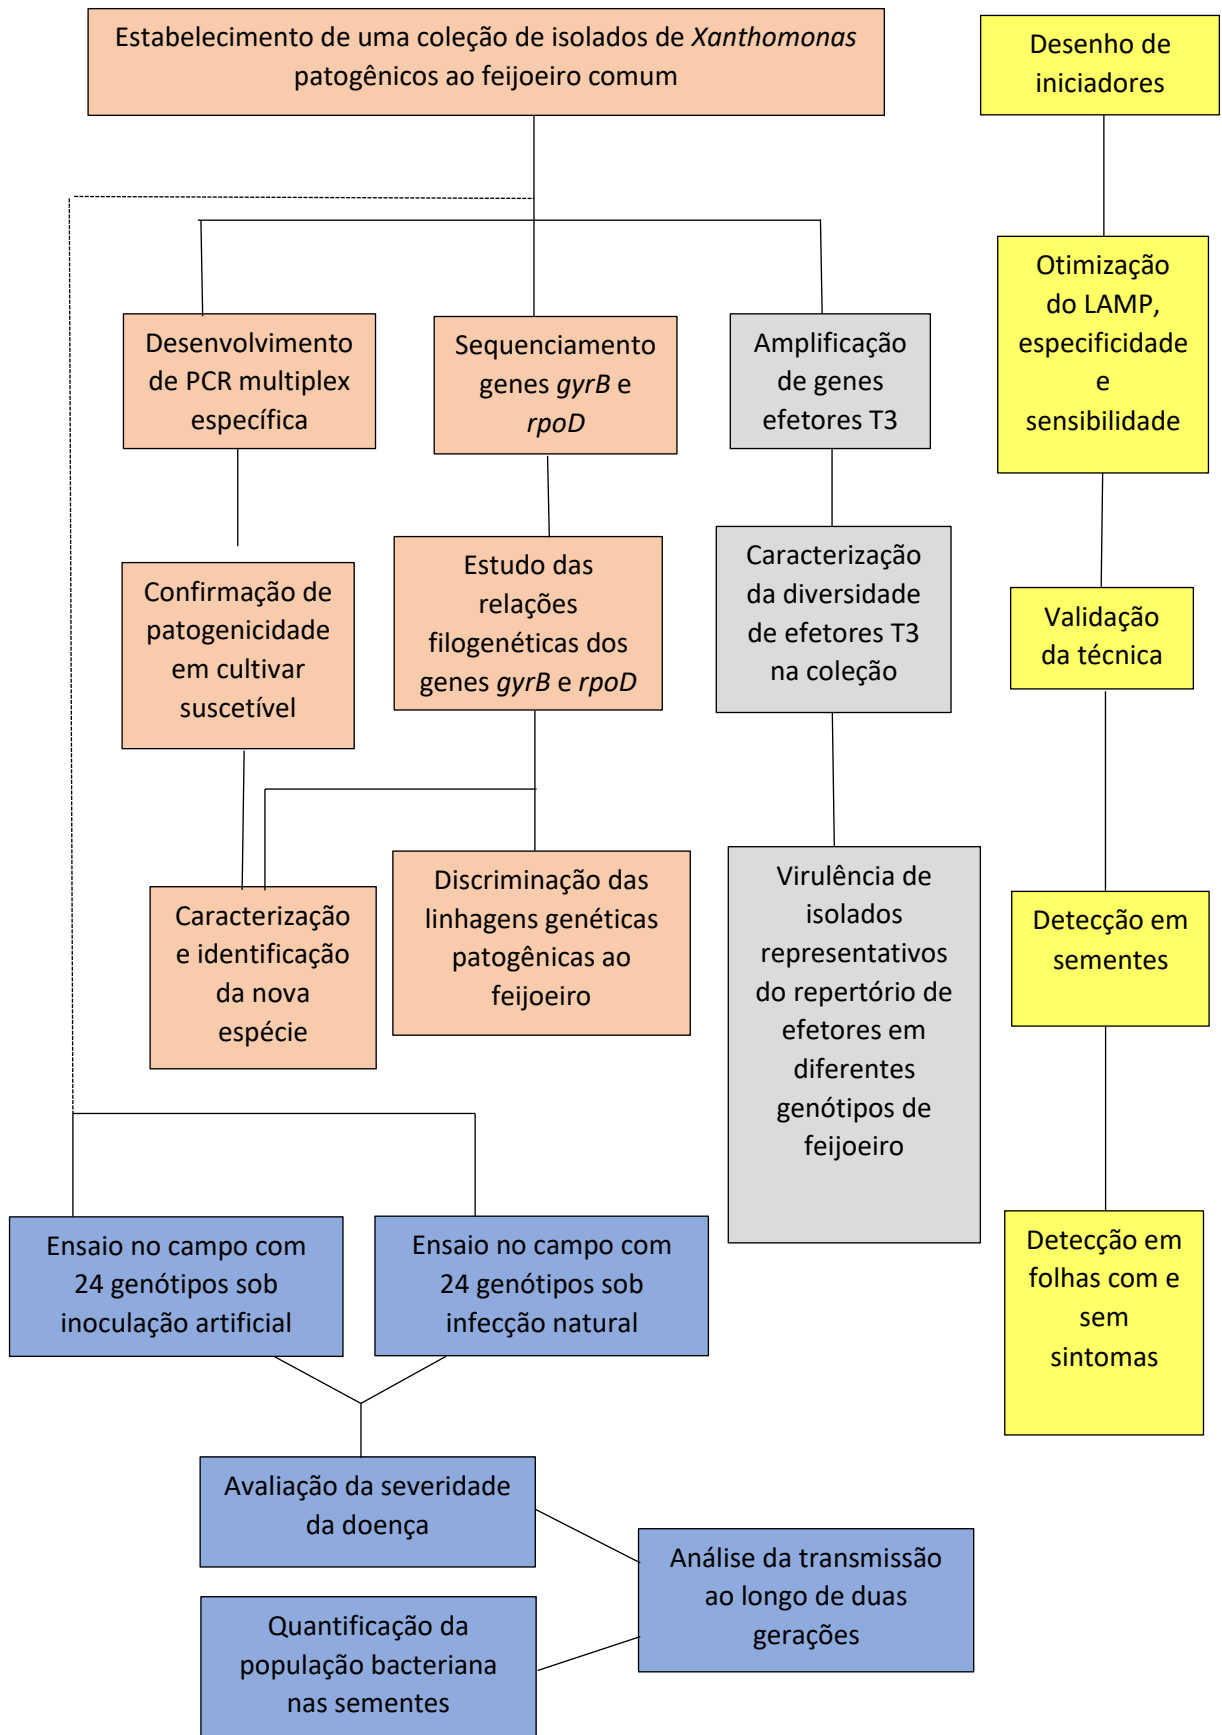 Estabelecimento de uma coleção de isolados de Xanthomonas
patogênicos ao feijoeiro comum
Desenho de
iniciadores
Desenvolvimento
de PCR multiplex
específica
Sequenciamento
genes gyrB e
rpoD
Amplificação
de genes
efetores T3
Otimização
do LAMP,
especificidade
e
sensibilidade
Confirmação de
patogenicidade
em cultivar
suscetível
Estudo das
relações
filogenéticas dos
genes gyrB e rpoD
Caracterização
da diversidade
de efetores T3
na coleção
Validação
da técnica
Caracterização
e identificação
da nova
espécie
Discriminação das
linhagens genéticas
patogênicas ao
feijoeiro
Virulência de
isolados
representativos
do repertório de
efetores em
diferentes
genótipos de
feijoeiro
Detecção em
sementes
Ensaio no campo com
24 genótipos sob
inoculação artificial
Ensaio no campo com
24 genótipos sob
infecção natural
Detecção em
folhas com e
sem
sintomas
Avaliação da severidade
da doença
Análise da transmissão
ao longo de duas
gerações
Quantificação da
população bacteriana
nas sementes